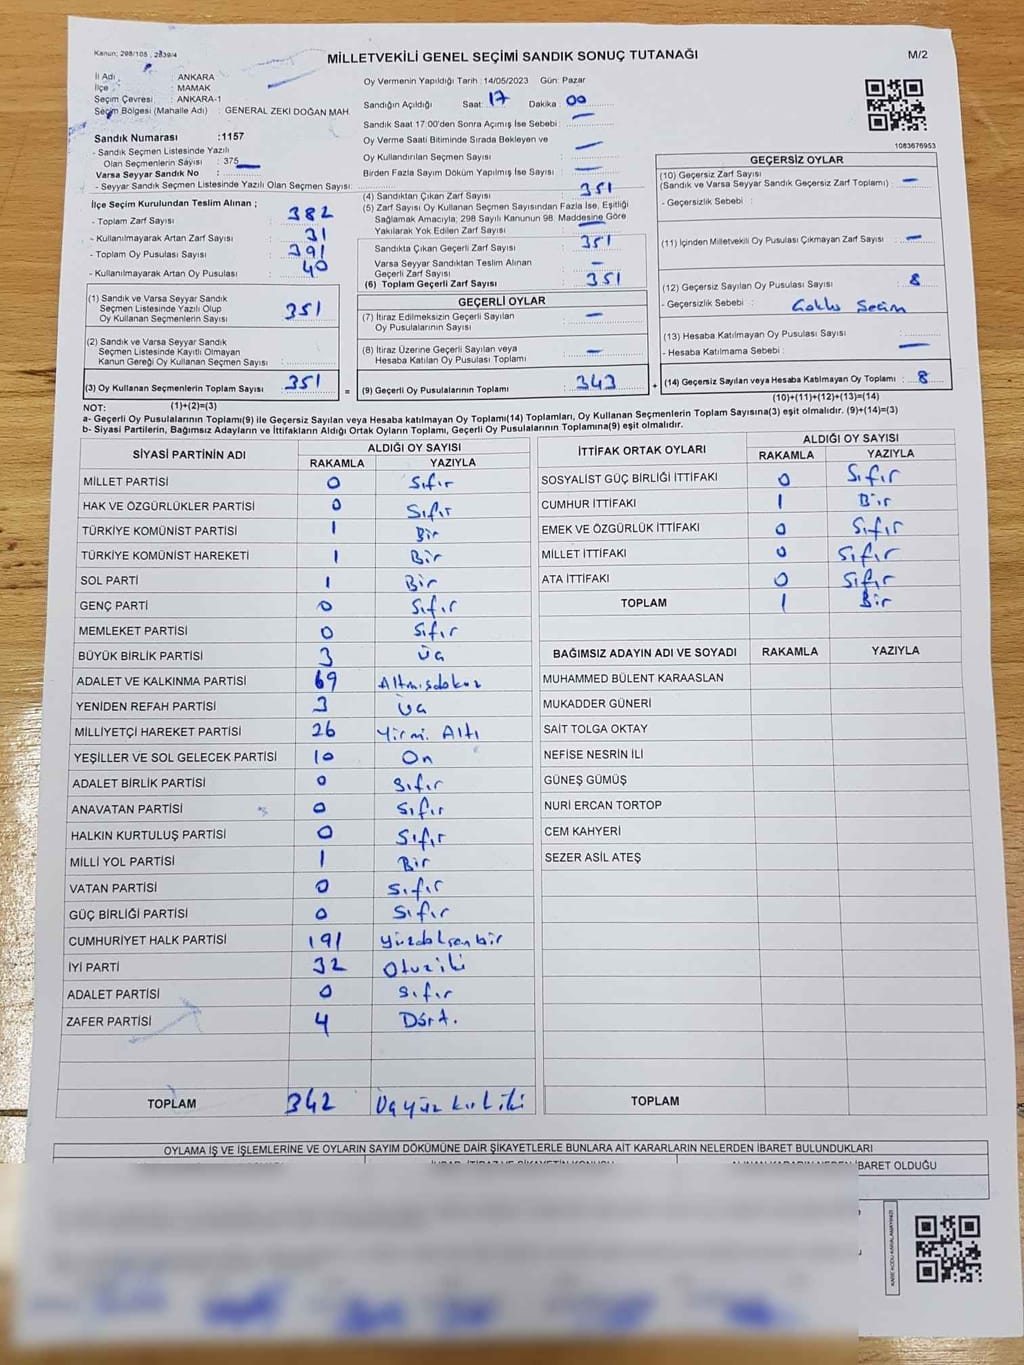 Kanun: 298/105 , 2839/4
MİLLETVEKİLİ GENEL SEÇİMİ SANDIK SONUÇ TUTANAĞI
M/2
İl Adı : ANKARA
İlçe : MAMAK
Seçim Çevresi : ANKARA-1
Seçim Bölgesi (Mahalle Adı) : GENERAL ZEKİ DOĞAN MAH.
Sandık Numarası :1157
- Sandık Seçmen Listesinde Yazılı
Olan Seçmenlerin Sayısı : 375
Varsa Seyyar Sandık No :
- Seyyar Sandık Seçmen Listesinde Yazılı Olan Seçmen Sayısı:
İlçe Seçim Kurulundan Teslim Alınan ;
- Toplam Zarf Sayısı : 382
- Kullanılmayarak Artan Zarf Sayısı : 31
- Toplam Oy Pusulası Sayısı : 391
- Kullanılmayarak Artan Oy Pusulası : 40
(1) Sandık ve Varsa Seyyar Sandık
Seçmen Listesinde Yazılı Olup
Oy Kullanan Seçmenlerin Sayısı : 351
(2) Sandık ve Varsa Seyyar Sandık
Seçmen Listesinde Kayıtlı Olmayan
Kanun Gereği Oy Kullanan Seçmen Sayısı :
(3) Oy Kullanan Seçmenlerin Toplam Sayısı : 351 =
(1)+(2)=(3)
Oy Vermenin Yapıldığı Tarih : 14/05/2023 Gün: Pazar
Sandığın Açıldığı Saat: 17 Dakika : 00
Sandık Saat 17:00'den Sonra Açımış İse Sebebi : —
Oy Verme Saati Bitiminde Sırada Bekleyen ve
Oy Kullandırılan Seçmen Sayısı : —
Birden Fazla Sayım Döküm Yapılmış İse Sayısı : —
(4) Sandıktan Çıkan Zarf Sayısı : 351
(5) Zarf Sayısı Oy Kullanan Seçmen Sayısından Fazla İse, Eşitliği
Sağlamak Amacıyla; 298 Sayılı Kanunun 98. Maddesine Göre
Yakılarak Yok Edilen Zarf Sayısı : —
Sandıkta Çıkan Geçerli Zarf Sayısı : 351
Varsa Seyyar Sandıktan Teslim Alınan
Geçerli Zarf Sayısı : —
(6) Toplam Geçerli Zarf Sayısı : 351
GEÇERLİ OYLAR
(7) İtiraz Edilmeksizin Geçerli Sayılan
Oy Pusulalarının Sayısı : —
(8) İtiraz Üzerine Geçerli Sayılan veya
Hesaba Katılan Oy Pusulalarının Toplamı : —
(9) Geçerli Oy Pusulalarının Toplamı : 343 +
1083676953
GEÇERSİZ OYLAR
(10) Geçersiz Zarf Sayısı
(Sandık ve Varsa Seyyar Sandık Geçersiz Zarf Toplamı) : —
- Geçersizlik Sebebi :
(11) İçinden Milletvekili Oy Pusulası Çıkmayan Zarf Sayısı : —
(12) Geçersiz Sayılan Oy Pusulası Sayısı : 8
- Geçersizlik Sebebi : Çoklu Seçim
(13) Hesaba Katılmayan Oy Pusulası Sayısı :
- Hesaba Katılmama Sebebi : —
(14) Geçersiz Sayılan veya Hesaba Katılmayan Oy Toplamı : 8
(10)+(11)+(12)+(13)=(14)
NOT:
a- Geçerli Oy Pusulaları Toplamı(9) ile Geçersiz Sayılan veya Hesaba katılmayan Oy Toplamı(14) Toplamları, Oy Kullanan Seçmenlerin Toplam Sayısına(3) eşit olmalıdır. (9)+(14)=(3)
b- Siyasi Partilerin, Bağımsız Adayların ve İttifakların Aldığı Ortak Oyların Toplamı, Geçerli Oy Pusulalarının Toplamına(9) eşit olmalıdır.
SİYASİ PARTİNİN ADI ALDIĞI OY SAYISI
RAKAMLA YAZIYLA
MİLLET PARTİSİ 0 Sıfır
HAK VE ÖZGÜRLÜKLER PARTİSİ 0 Sıfır
TÜRKİYE KOMÜNİST PARTİSİ 1 Bir
TÜRKİYE KOMÜNİST HAREKETİ 1 Bir
SOL PARTİ 1 Bir
GENÇ PARTİ 0 Sıfır
MEMLEKET PARTİSİ 0 Sıfır
BÜYÜK BİRLİK PARTİSİ 3 Üç
ADALET VE KALKINMA PARTİSİ 69 Altmışdokuz
YENİDEN REFAH PARTİSİ 3 Üç
MİLLİYETÇİ HAREKET PARTİSİ 26 Yirmi Altı
YEŞİLLER VE SOL GELECEK PARTİSİ 10 On
ADALET BİRLİK PARTİSİ 0 Sıfır
ANAVATAN PARTİSİ 0 Sıfır
HALKIN KURTULUŞ PARTİSİ 0 Sıfır
MİLLİ YOL PARTİSİ 1 Bir
VATAN PARTİSİ 0 Sıfır
GÜÇ BİRLİĞİ PARTİSİ 0 Sıfır
CUMHURİYET HALK PARTİSİ 191 Yüzdoksanbir
İYİ PARTİ 32 Otuziki
ADALET PARTİSİ 0 Sıfır
ZAFER PARTİSİ 4 Dört.
TOPLAM 342 Üçyüz kırkiki
İTTİFAK ORTAK OYLARI ALDIĞI OY SAYISI
RAKAMLA YAZIYLA
SOSYALİST GÜÇ BİRLİĞİ İTTİFAKI 0 Sıfır
CUMHUR İTTİFAKI 1 Bir
EMEK VE ÖZGÜRLÜK İTTİFAKI 0 Sıfır
MİLLET İTTİFAKI 0 Sıfır
ATA İTTİFAKI 0 Sıfır
TOPLAM 1 Bir
BAĞIMSIZ ADAYIN ADI VE SOYADI RAKAMLA YAZIYLA
MUHAMMED BÜLENT KARAASLAN
MUKADDER GÜNERİ
SAİT TOLGA OKTAY
NEFİSE NESRİN İLİ
GÜNEŞ GÜMÜŞ
NURİ ERCAN TORTOP
CEM KAHYERİ
SEZER ASİL ATEŞ
TOPLAM
OYLAMA İŞ VE İŞLEMLERİNE VE OYLARIN SAYIM DÖKÜMÜNE DAİR ŞİKAYETLERLE BUNLARA AİT KARARLARIN NELERDEN İBARET BULUNDUKLARI
İBARET OLDUĞU
KARE KODU KARALAMAYINIZ!